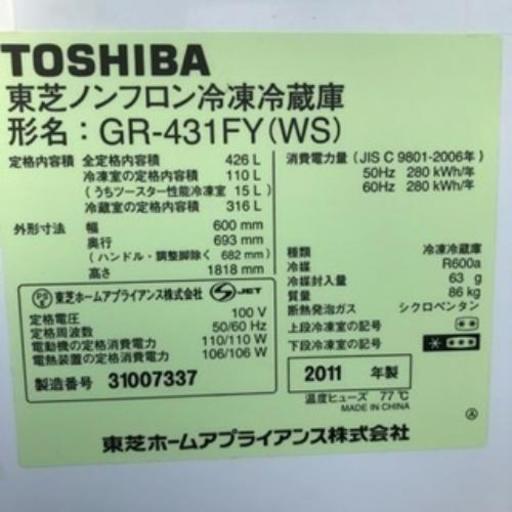 TOSHIBA
東芝ノンフロン冷凍冷蔵庫
形名：GR-431FY(WS)
定格内容積 全定格内容積 426 L
冷凍室の定格内容積 110 L
(うちツースター性能冷凍室 15 L)
冷蔵室の定格内容積 316 L
外形寸法 幅 600 mm
奥行 693 mm
(ハンドル・調整脚除く 682 mm)
高さ 1818 mm
消費電力量 (JIS C 9801-2006年)
50Hz 280 kWh/年
60Hz 280 kWh/年
種類 冷凍冷蔵庫
冷媒 R600a
冷媒封入量 63 g
質量 86 kg
断熱発泡ガス シクロペンタン
上段冷凍室の記号
下段冷凍室の記号
PS E 東芝ホームアプライアンス株式会社 S-JET
定格電圧 100 V
定格周波数 50/60 Hz
電動機の定格消費電力 110/110 W
電熱装置の定格消費電力 106/106 W
製造番号 31007337
2011 年製
温度ヒューズ 77℃
MADE IN CHINA
東芝ホームアプライアンス株式会社